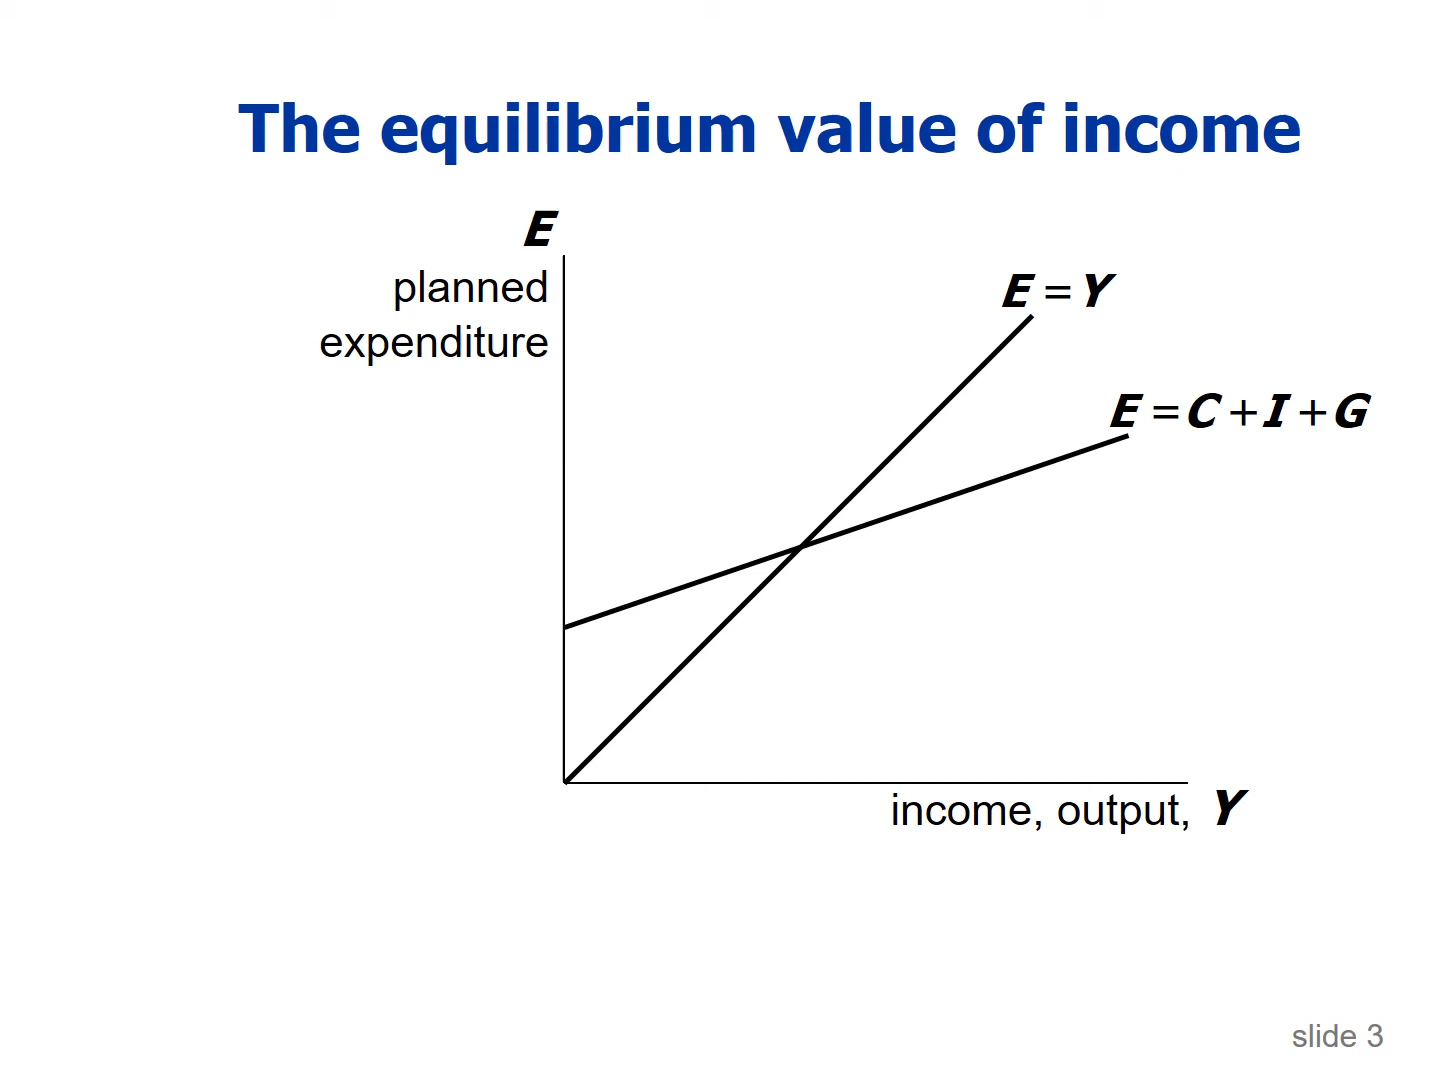 The equilibrium value of income
E
planned
expenditure
E = Y
E = C + I + G
income, output, Y
slide 3